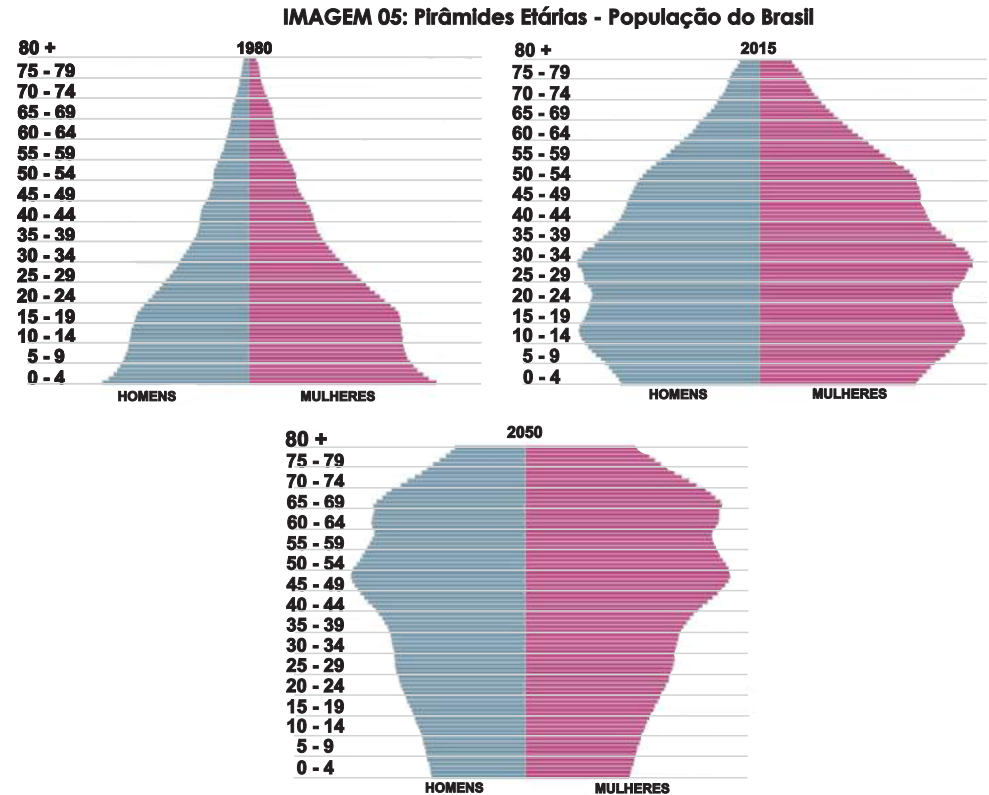 IMAGEM 05: Pirâmides Etárias - População do Brasil
1980
80 +
75 - 79
70 - 74
65 - 69
60 - 64
55 - 59
50 - 54
45 - 49
40 - 44
35 - 39
30 - 34
25 - 29
20 - 24
15 - 19
10 - 14
5 - 9
0 - 4
HOMENS MULHERES
2015
80 +
75 - 79
70 - 74
65 - 69
60 - 64
55 - 59
50 - 54
45 - 49
40 - 44
35 - 39
30 - 34
25 - 29
20 - 24
15 - 19
10 - 14
5 - 9
0 - 4
HOMENS MULHERES
2050
80 +
75 - 79
70 - 74
65 - 69
60 - 64
55 - 59
50 - 54
45 - 49
40 - 44
35 - 39
30 - 34
25 - 29
20 - 24
15 - 19
10 - 14
5 - 9
0 - 4
HOMENS MULHERES